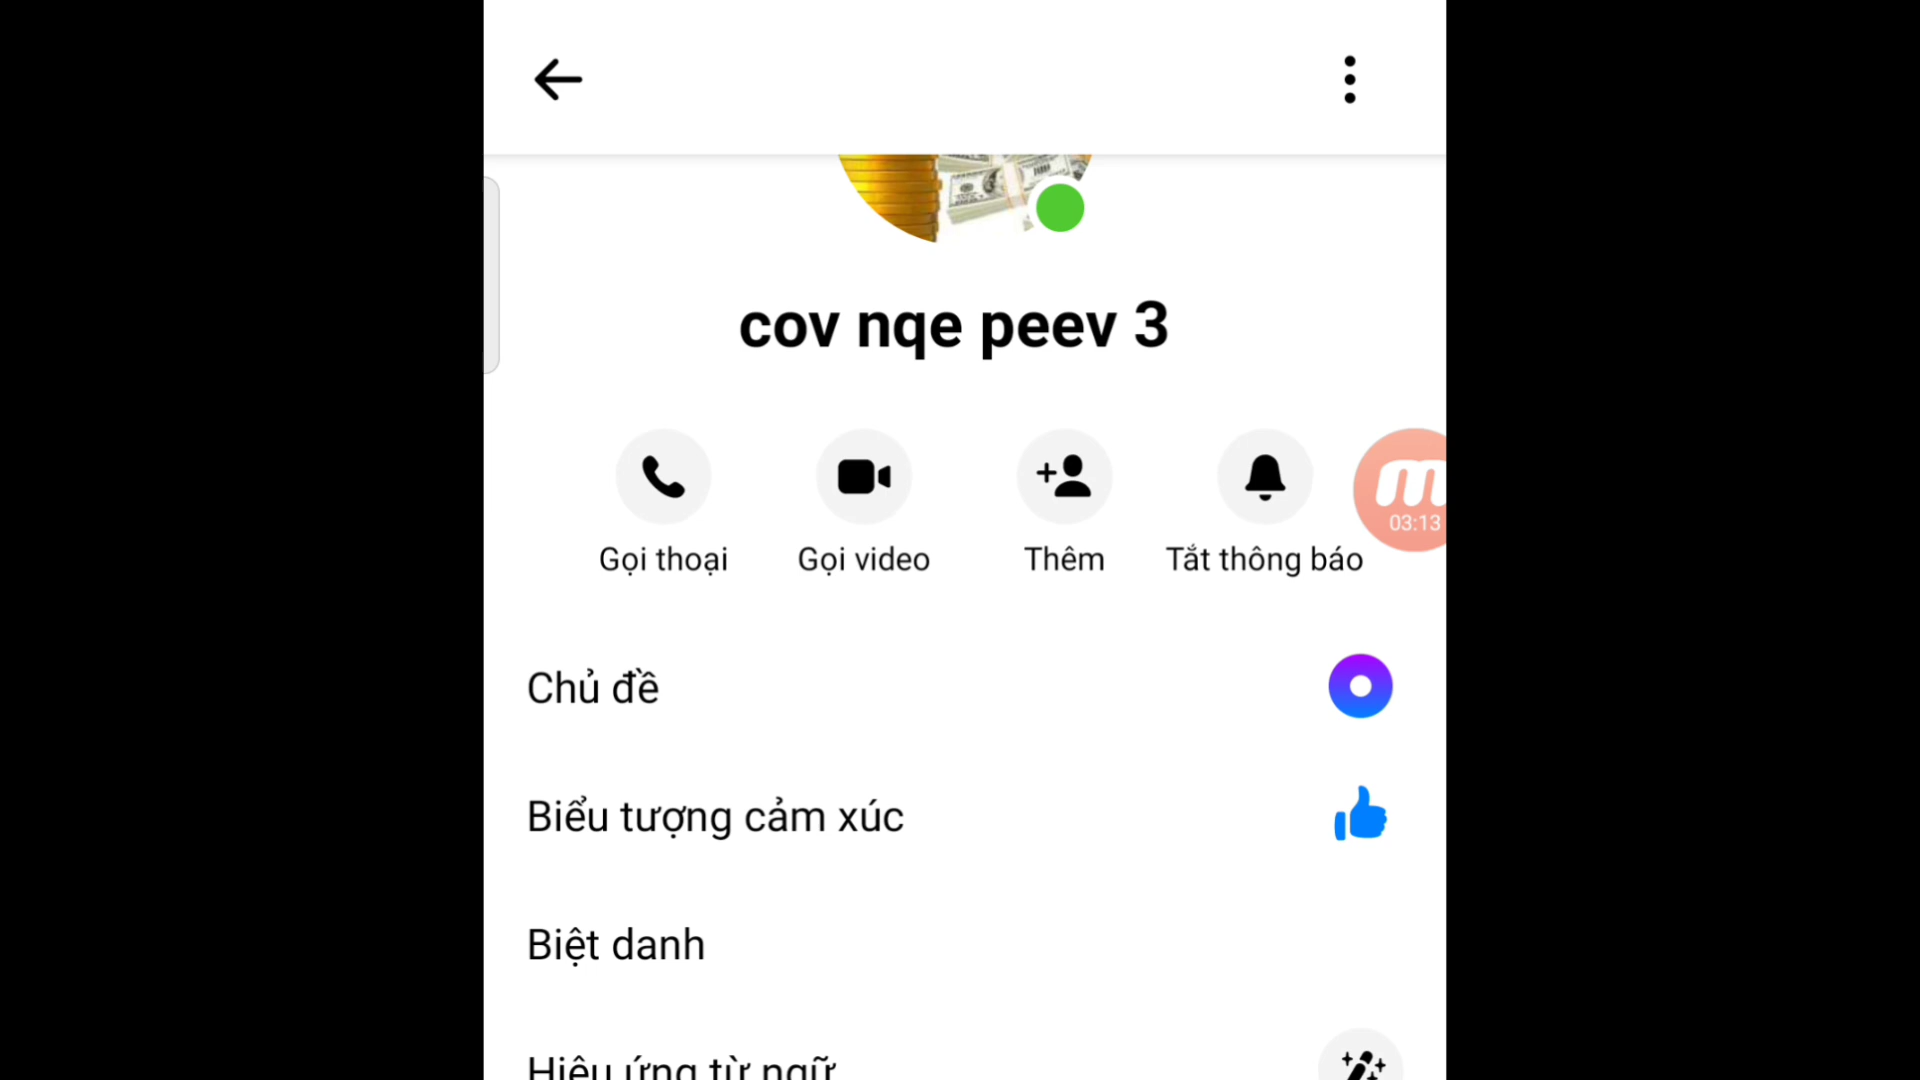 cov nqe peev 3
Gọi thoại
Gọi video
Thêm
Tắt thông báo
03:13
Chủ đề
Biểu tượng cảm xúc
Biệt danh
Hiệu ứng từ ngữ